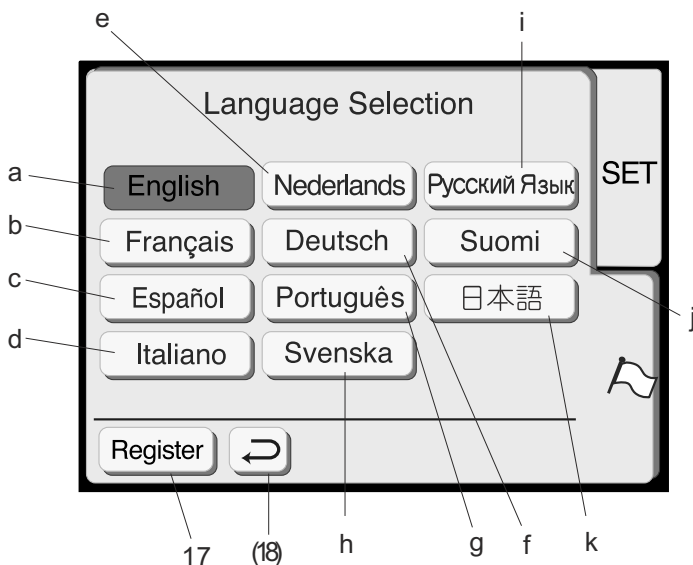 e i
Language Selection
a English Nederlands Русский Язык SET
b Français Deutsch Suomi
c Español Português 日本語 j
d Italiano Svenska
Register
17 (18) h g f k